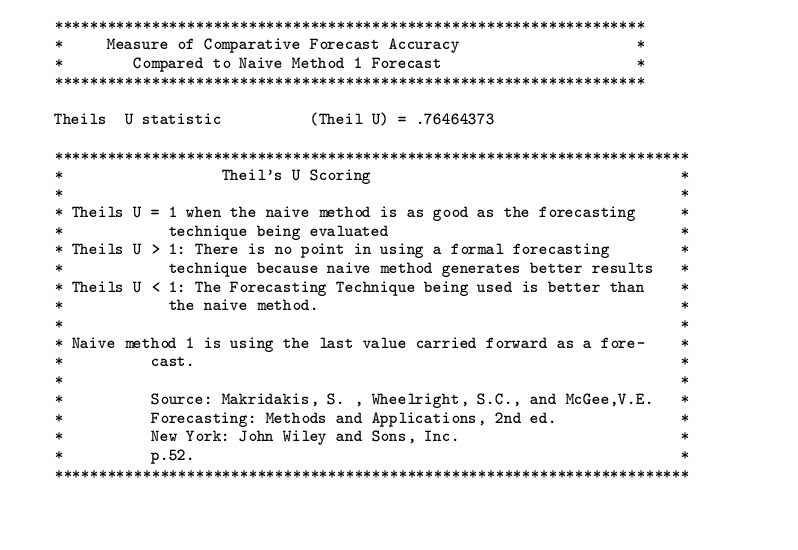 *******************************************************************
*     Measure of Comparative Forecast Accuracy                    *
*        Compared to Naive Method 1 Forecast                      *
*******************************************************************
Theils  U statistic          (Theil U) = .76464373
************************************************************************
*                  Theil's U Scoring                                   *
*                                                                      *
* Theils U = 1 when the naive method is as good as the forecasting     *
*            technique being evaluated                                 *
* Theils U > 1: There is no point in using a formal forecasting        *
*            technique because naive method generates better results   *
* Theils U < 1: The Forecasting Technique being used is better than    *
*            the naive method.                                         *
*                                                                      *
* Naive method 1 is using the last value carried forward as a fore-    *
*          cast.                                                       *
*                                                                      *
*          Source: Makridakis, S. , Wheelright, S.C., and McGee,V.E.   *
*          Forecasting: Methods and Applications, 2nd ed.              *
*          New York: John Wiley and Sons, Inc.                         *
*          p.52.                                                       *
************************************************************************